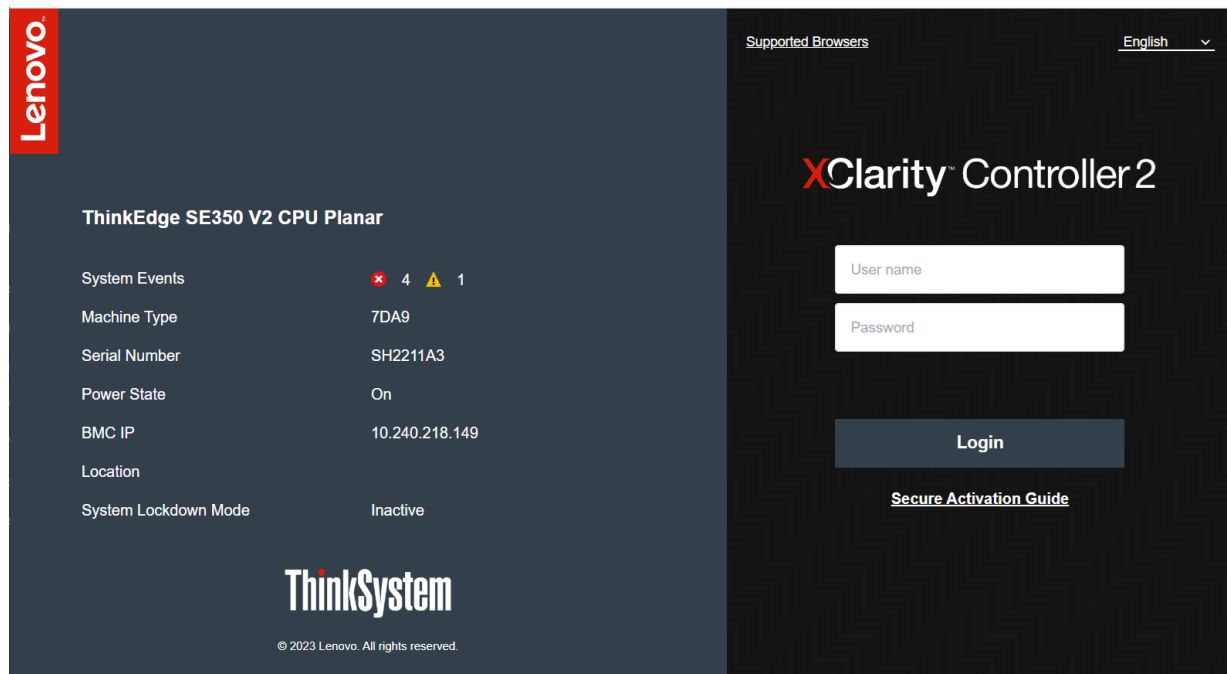 Lenovo™
ThinkEdge SE350 V2 CPU Planar
System Events 4 1
Machine Type 7DA9
Serial Number SH2211A3
Power State On
BMC IP 10.240.218.149
Location
System Lockdown Mode Inactive
ThinkSystem
© 2023 Lenovo. All rights reserved.
Supported Browsers English
XClarity™ Controller 2
User name
Password
Login
Secure Activation Guide